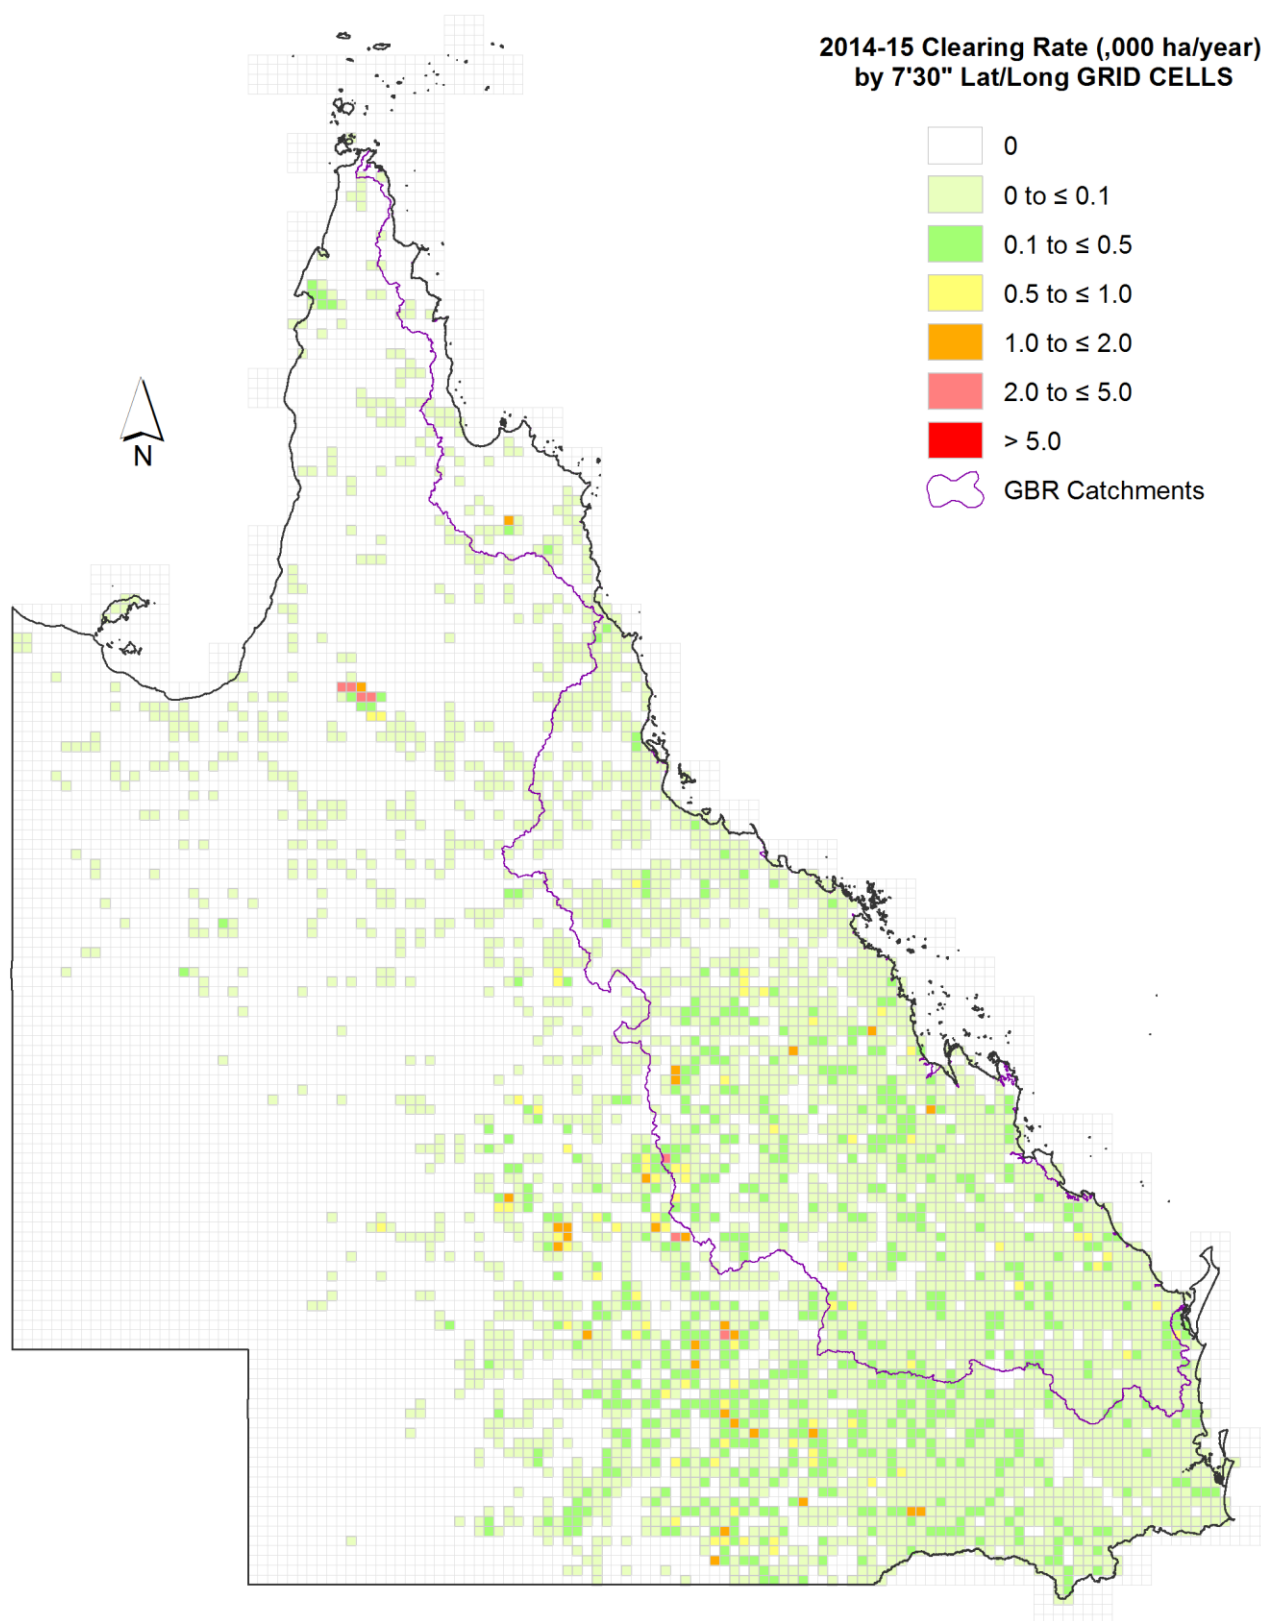 2014-15 Clearing Rate (,000 ha/year)
by 7'30" Lat/Long GRID CELLS
0
0 to ≤ 0.1
0.1 to ≤ 0.5
0.5 to ≤ 1.0
1.0 to ≤ 2.0
2.0 to ≤ 5.0
> 5.0
GBR Catchments
N